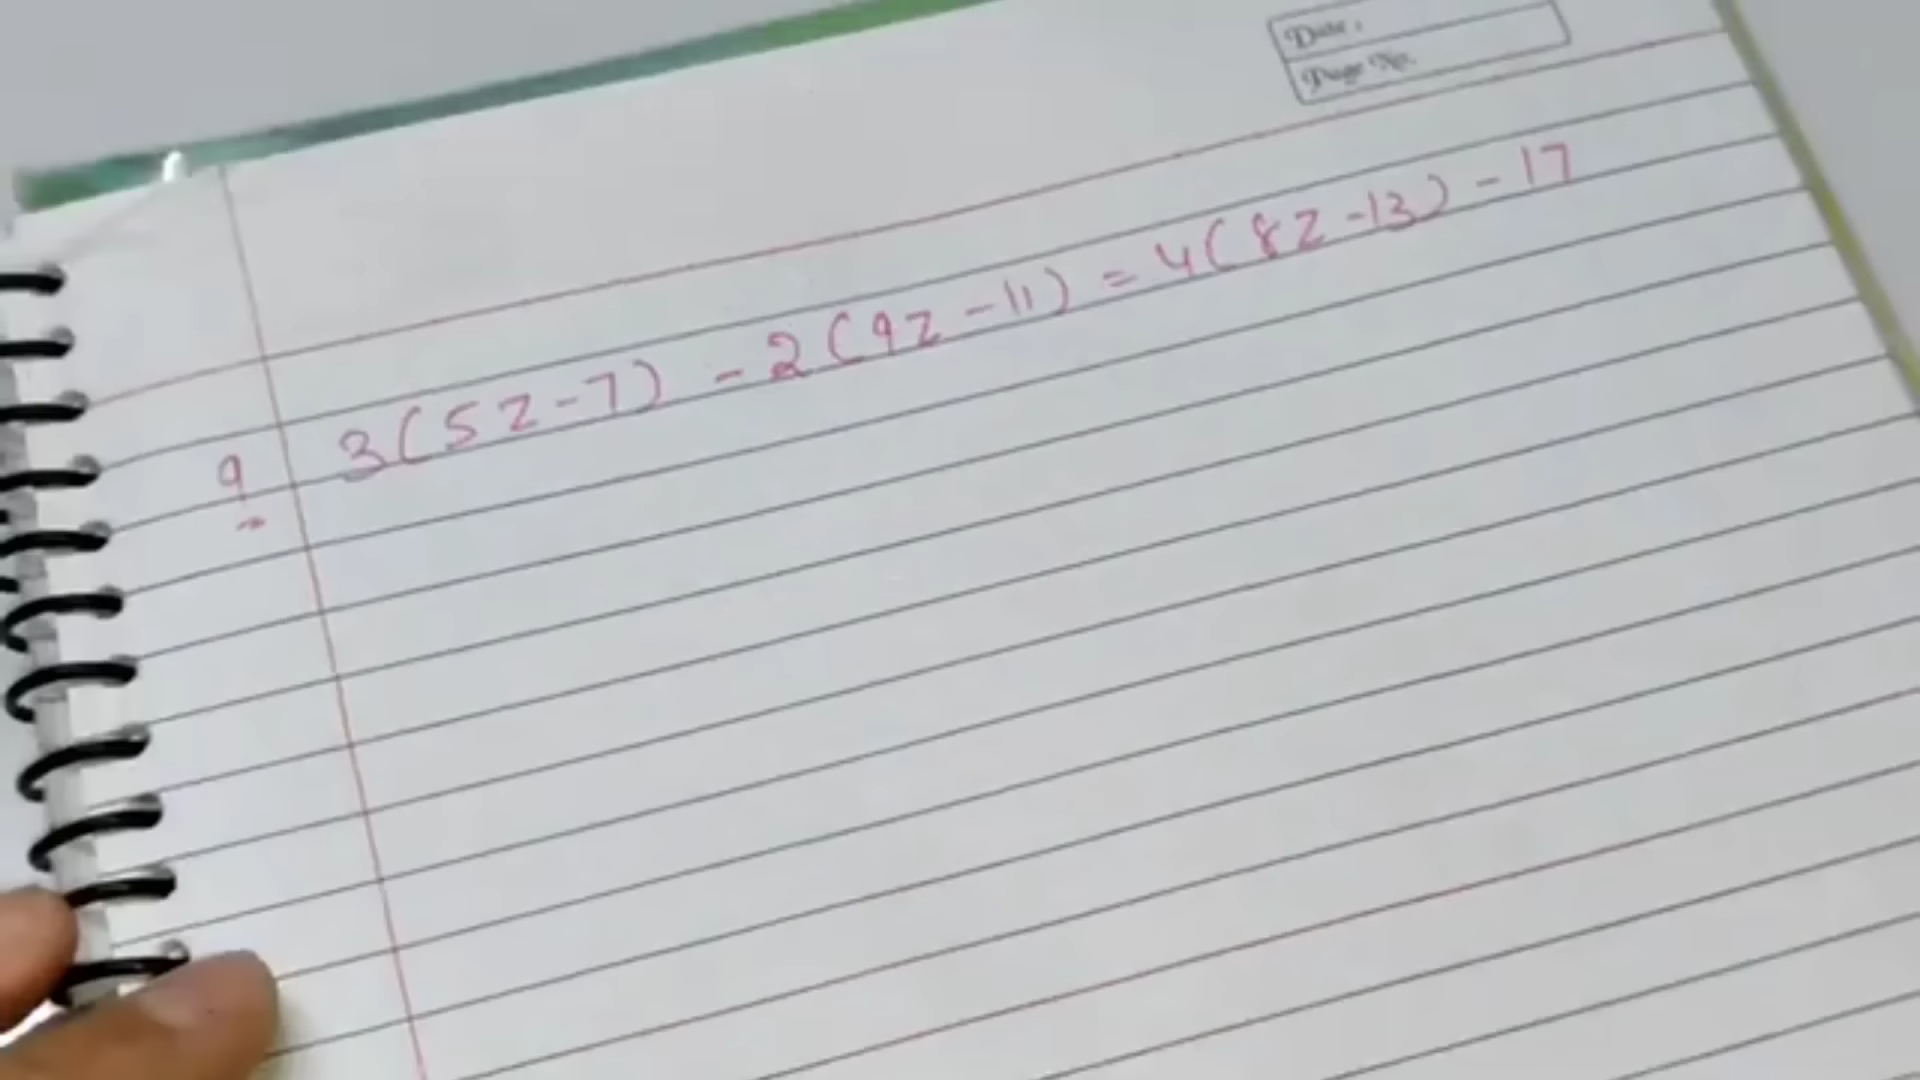 Date :
Page No.
9 3(5z-7) - 2(9z-11) = 4(8z-13) - 17